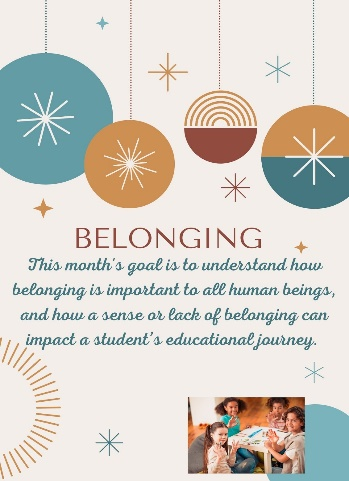 BELONGING
This month's goal is to understand how
belonging is important to all human beings,
and how a sense or lack of belonging can
impact a student's educational journey.